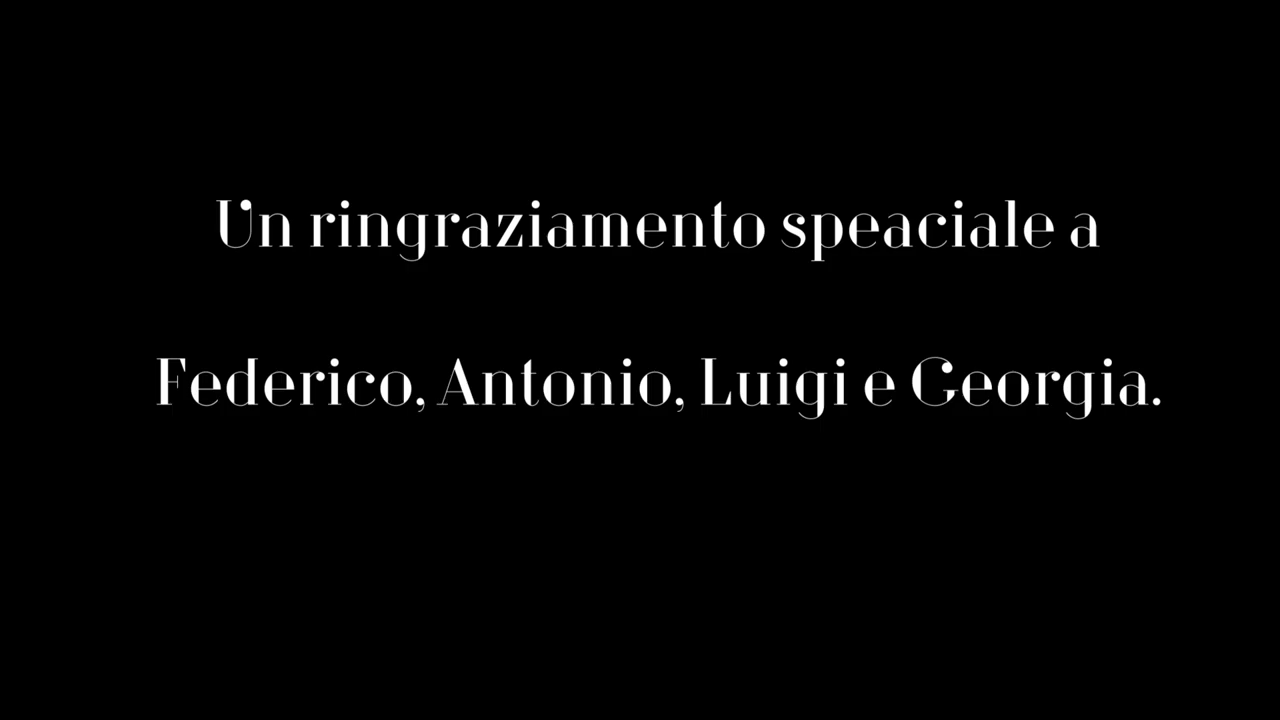 Un ringraziamento speaciale a
Federico, Antonio, Luigi e Georgia.